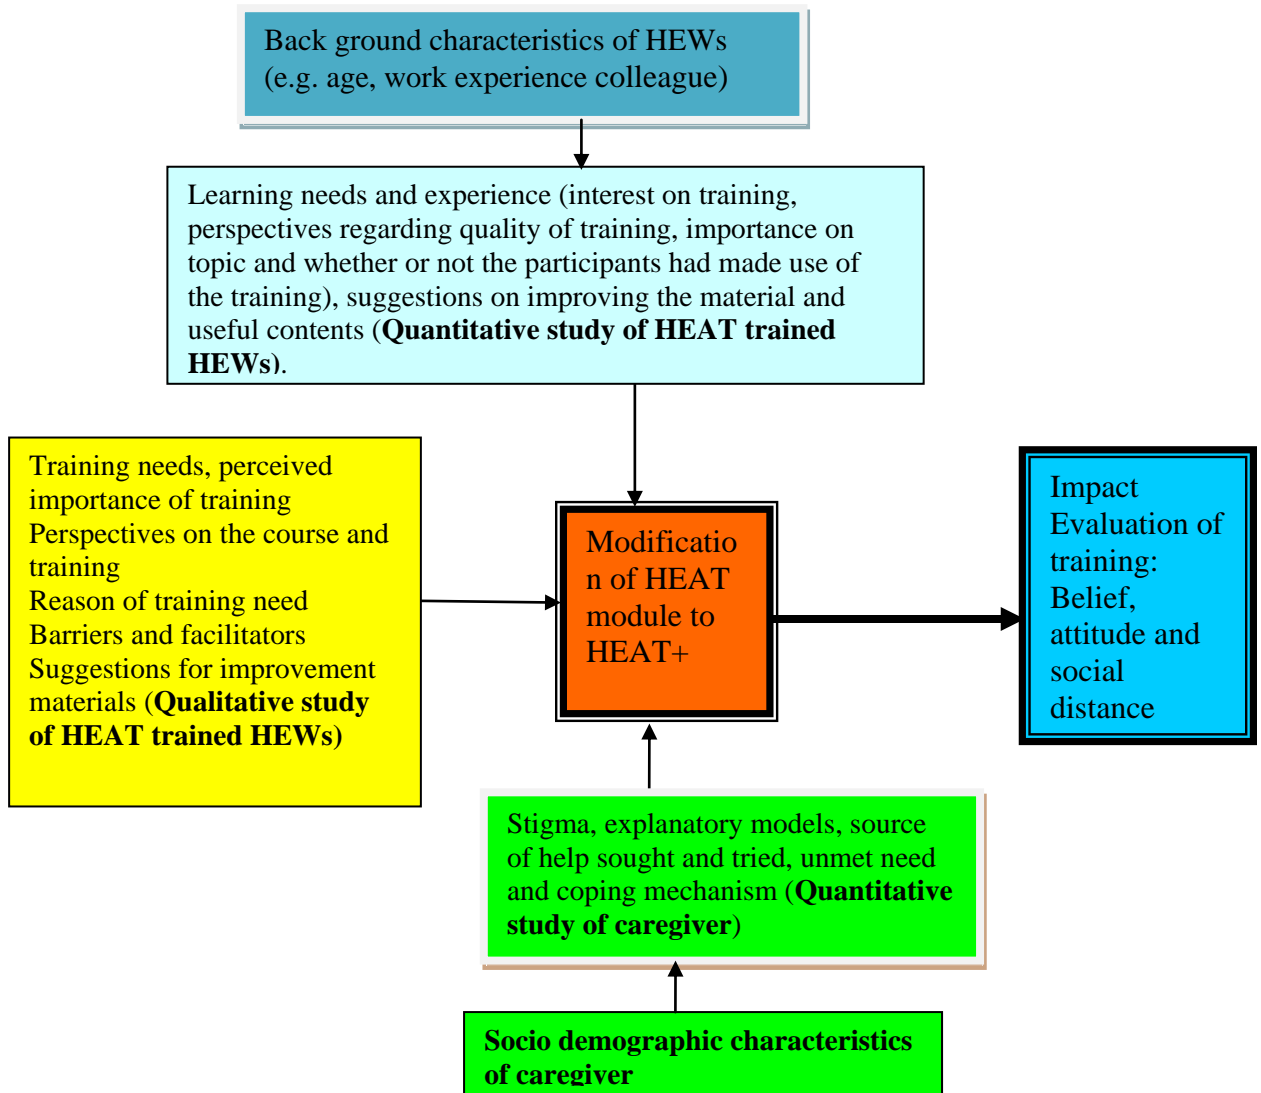 Back ground characteristics of HEWs
(e.g. age, work experience colleague)
Learning needs and experience (interest on training,
perspectives regarding quality of training, importance on
topic and whether or not the participants had made use of
the training), suggestions on improving the material and
useful contents (Quantitative study of HEAT trained
HEWs).
Training needs, perceived
importance of training
Perspectives on the course and
training
Reason of training need
Barriers and facilitators
Suggestions for improvement
materials (Qualitative study
of HEAT trained HEWs)
Modificatio
n of HEAT
module to
HEAT+
Impact
Evaluation of
training:
Belief,
attitude and
social
distance
Stigma, explanatory models, source
of help sought and tried, unmet need
and coping mechanism (Quantitative
study of caregiver)
Socio demographic characteristics
of caregiver